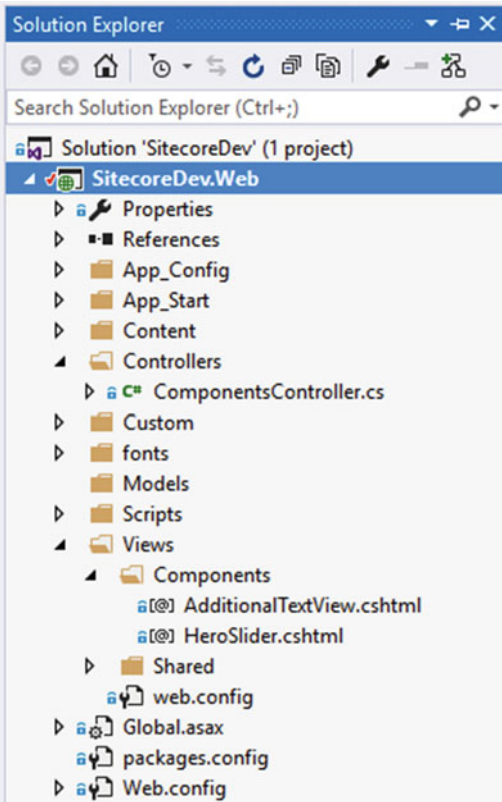 Solution Explorer
Search Solution Explorer (Ctrl+;)
Solution 'SitecoreDev' (1 project)
SitecoreDev.Web
Properties
References
App_Config
App_Start
Content
Controllers
C# ComponentsController.cs
Custom
fonts
Models
Scripts
Views
Components
[@] AdditionalTextView.cshtml
[@] HeroSlider.cshtml
Shared
web.config
Global.asax
packages.config
Web.config